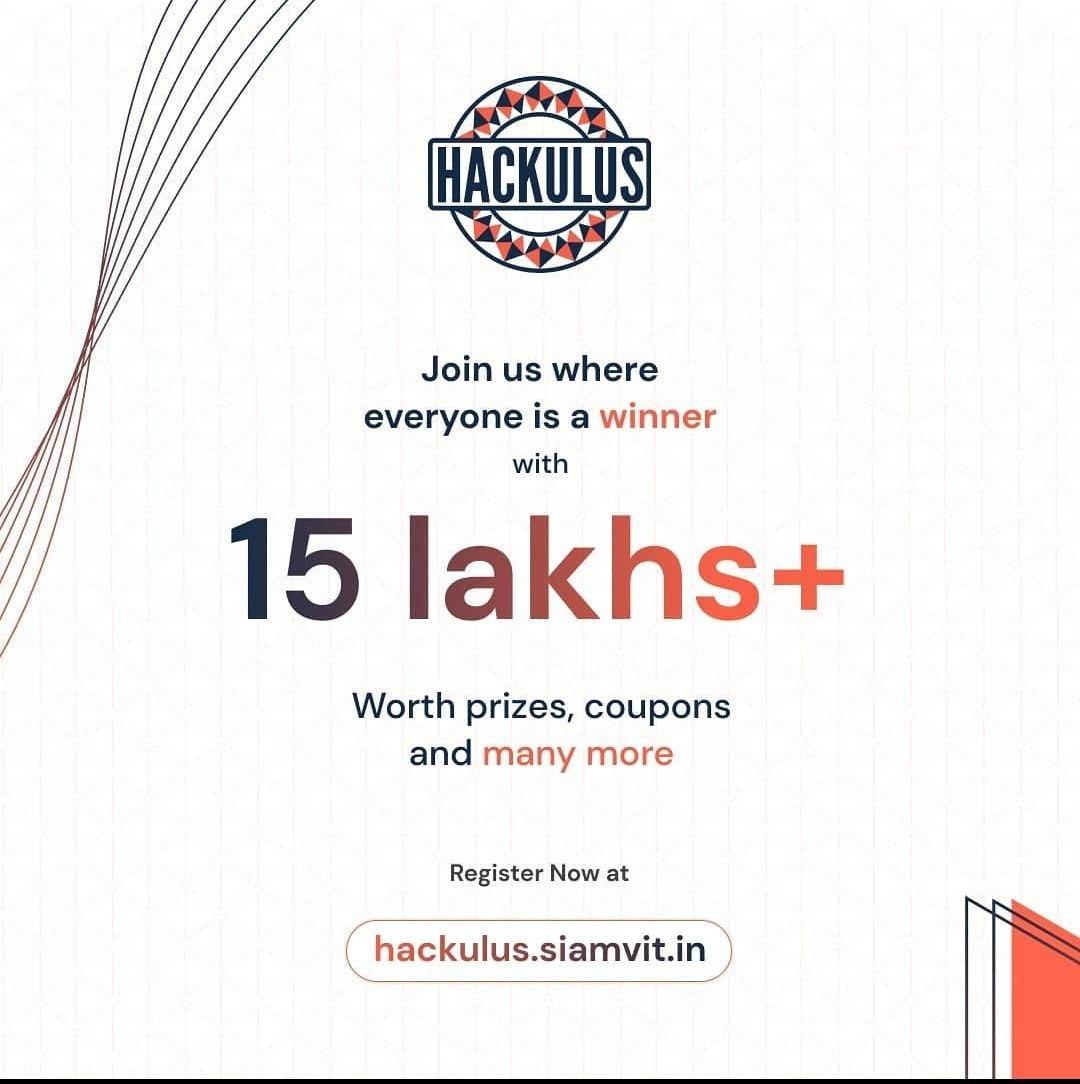 HACKULUS
Join us where
everyone is a winner
with
15 lakhs+
Worth prizes, coupons
and many more
Register Now at
hackulus.siamvit.in